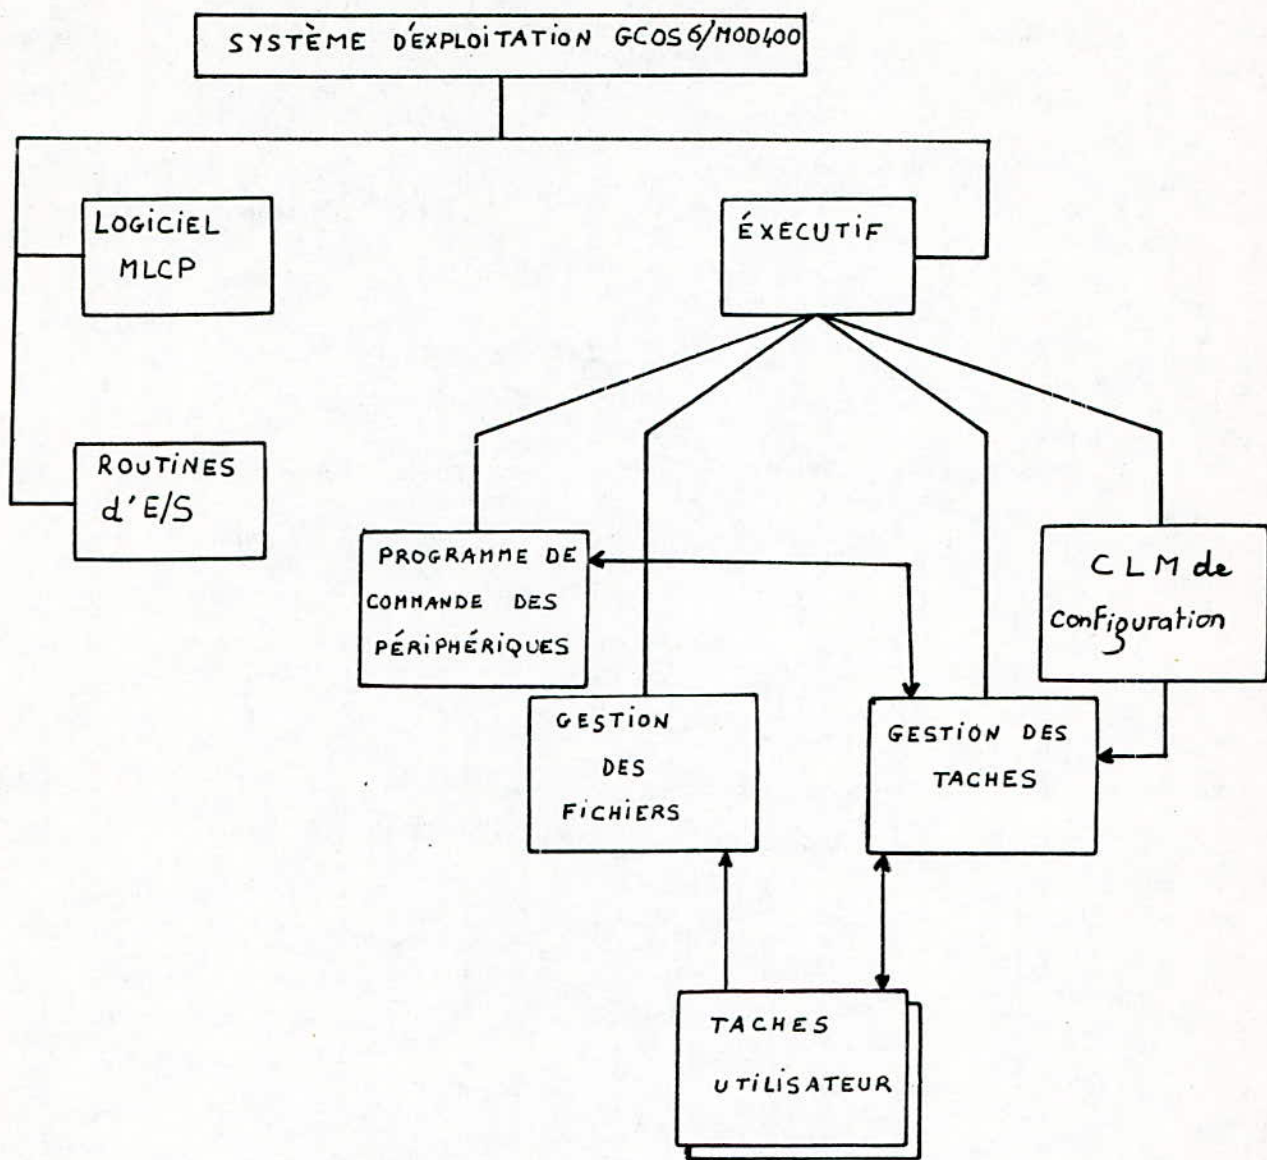 SYSTÈME D'EXPLOITATION GCOS6/MOD400
LOGICIEL
MLCP
ÉXECUTIF
ROUTINES
d'E/S
PROGRAMME DE
COMMANDE DES
PÉRIPHÉRIQUES
CLM de
configuration
GESTION
DES
FICHIERS
GESTION DES
TACHES
TACHES
UTILISATEUR